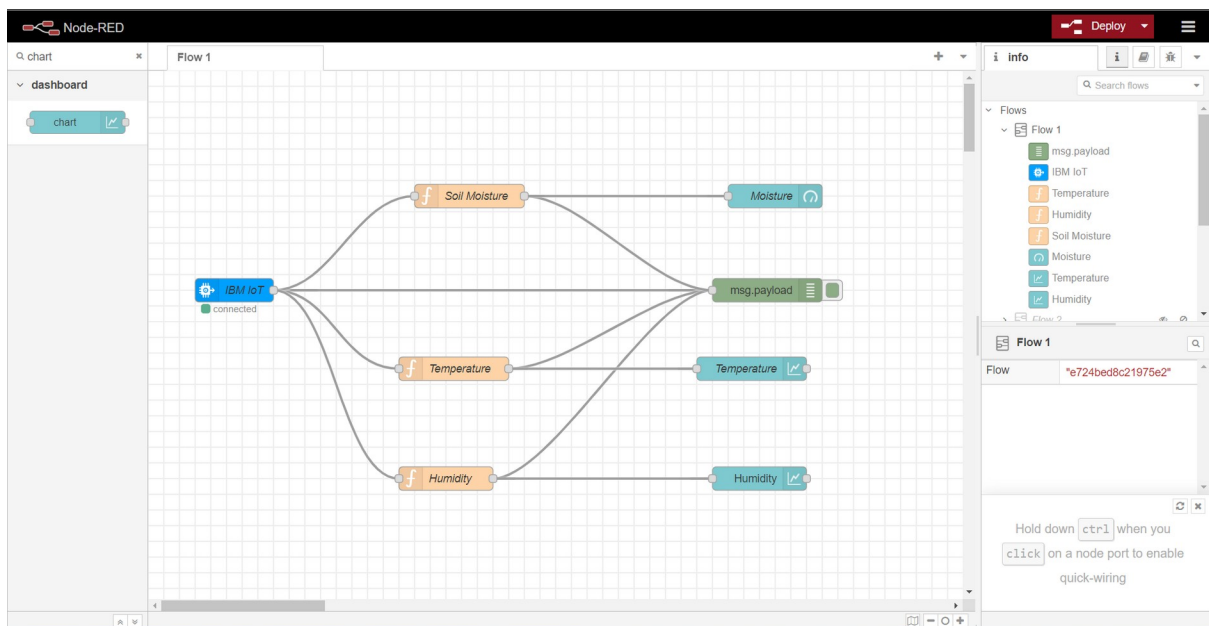 Node-RED
Deploy
chart
dashboard
chart
Flow 1
Soil Moisture
Moisture
IBM IoT
connected
msg.payload
Temperature
Temperature
Humidity
Humidity
info
i
Search flows
Flows
Flow 1
msg.payload
IBM IoT
Temperature
Humidity
Soil Moisture
Moisture
Temperature
Humidity
Flow 2
Flow 1
Flow "e724bed8c21975e2"
Hold down ctrl when you
click on a node port to enable
quick-wiring